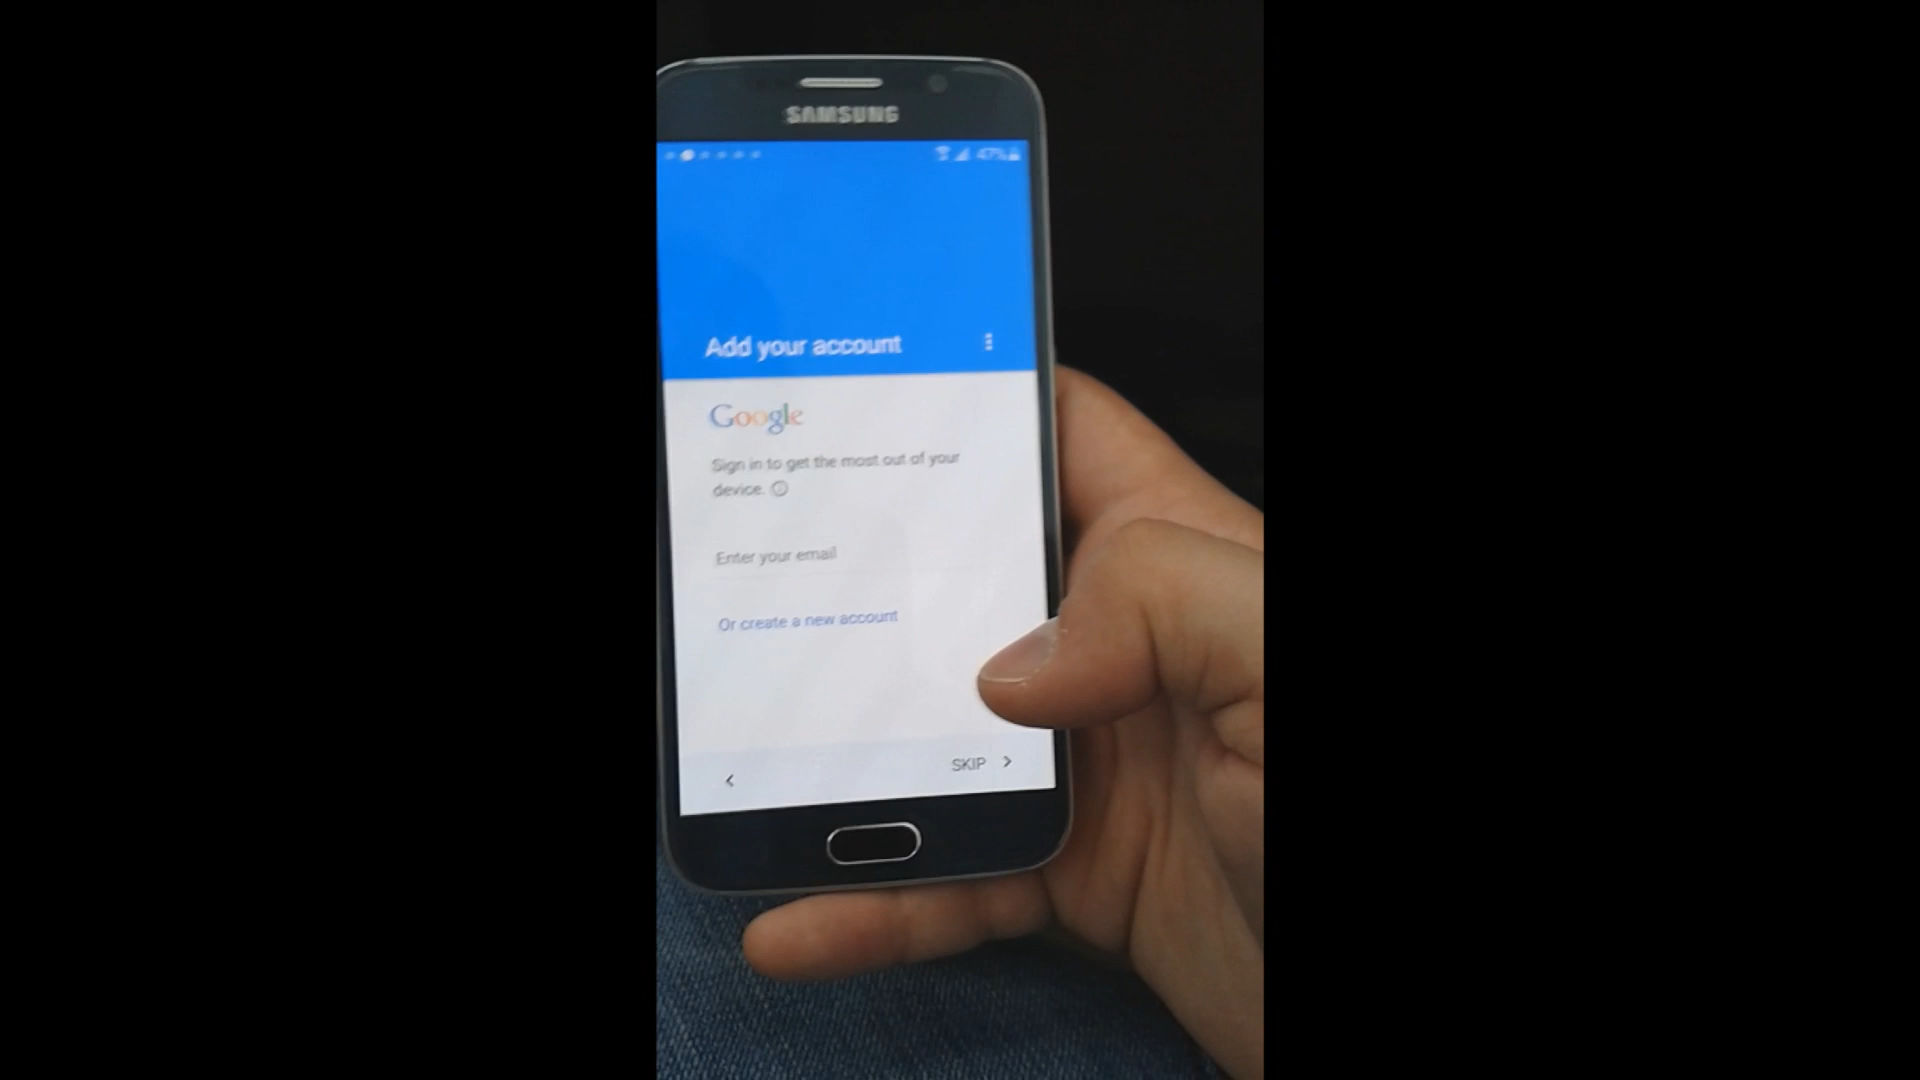 SAMSUNG
47%
Add your account
Google
Sign in to get the most out of your
device.
Enter your email
Or create a new account
SKIP